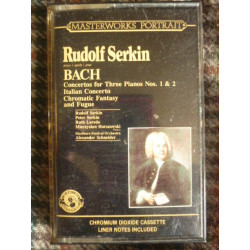 MASTERWORKS PORTRAIT
Rudolf Serkin
BACH
Concertos for Three Pianos Nos. 1 & 2
Italian Concerto
Chromatic Fantasy
and Fugue
Rudolf Serkin
Peter Serkin
Ruth Laredo
Mieczyslaw Horszowski
Marlboro Festival Orchestra
Alexander Schneider
CHROMIUM DIOXIDE CASSETTE
LINER NOTES INCLUDED